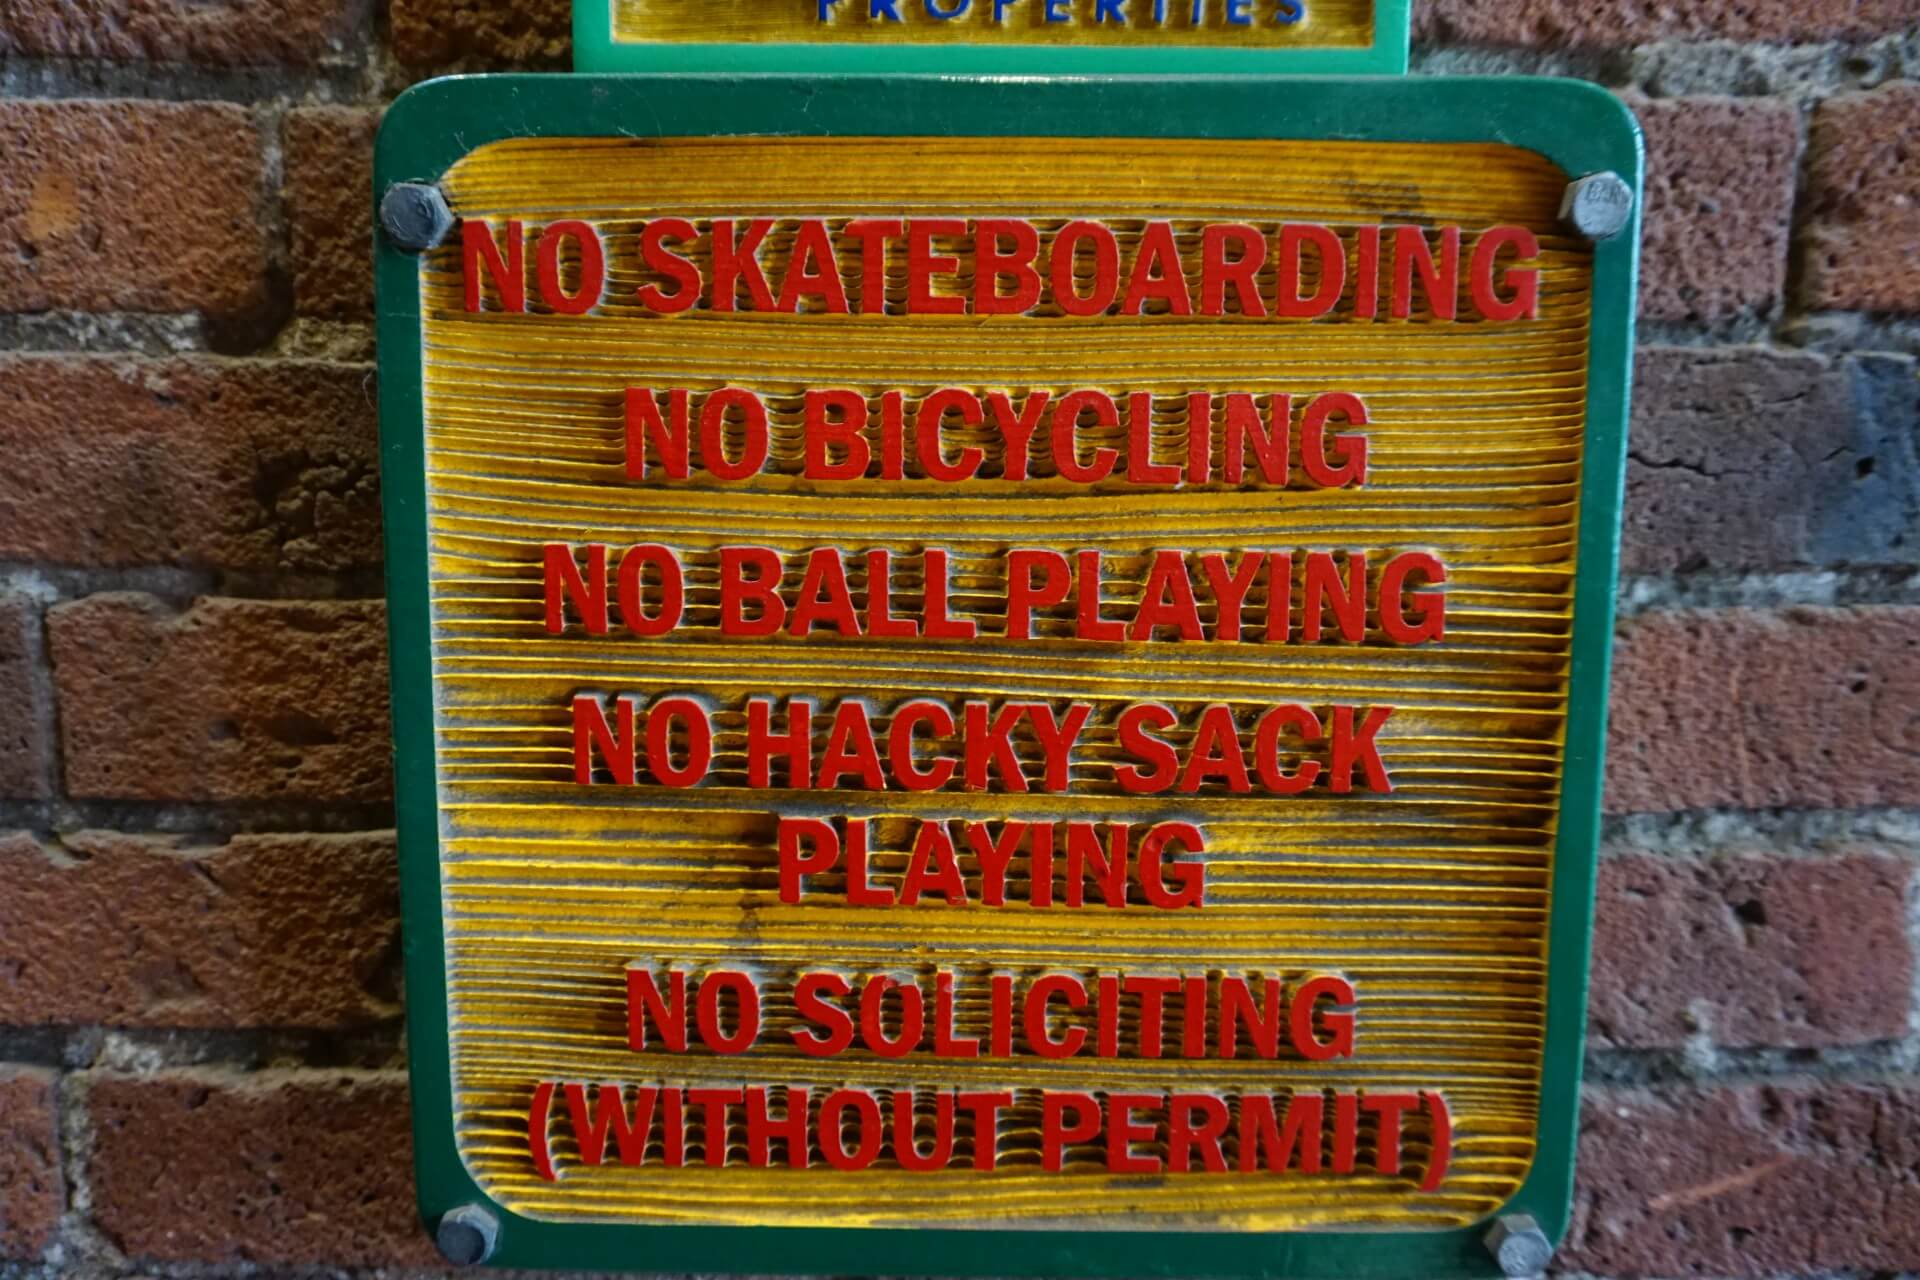 PROPERTIES
NO SKATEBOARDING
NO BICYCLING
NO BALL PLAYING
NO HACKY SACK
PLAYING
NO SOLICITING
(WITHOUT PERMIT)